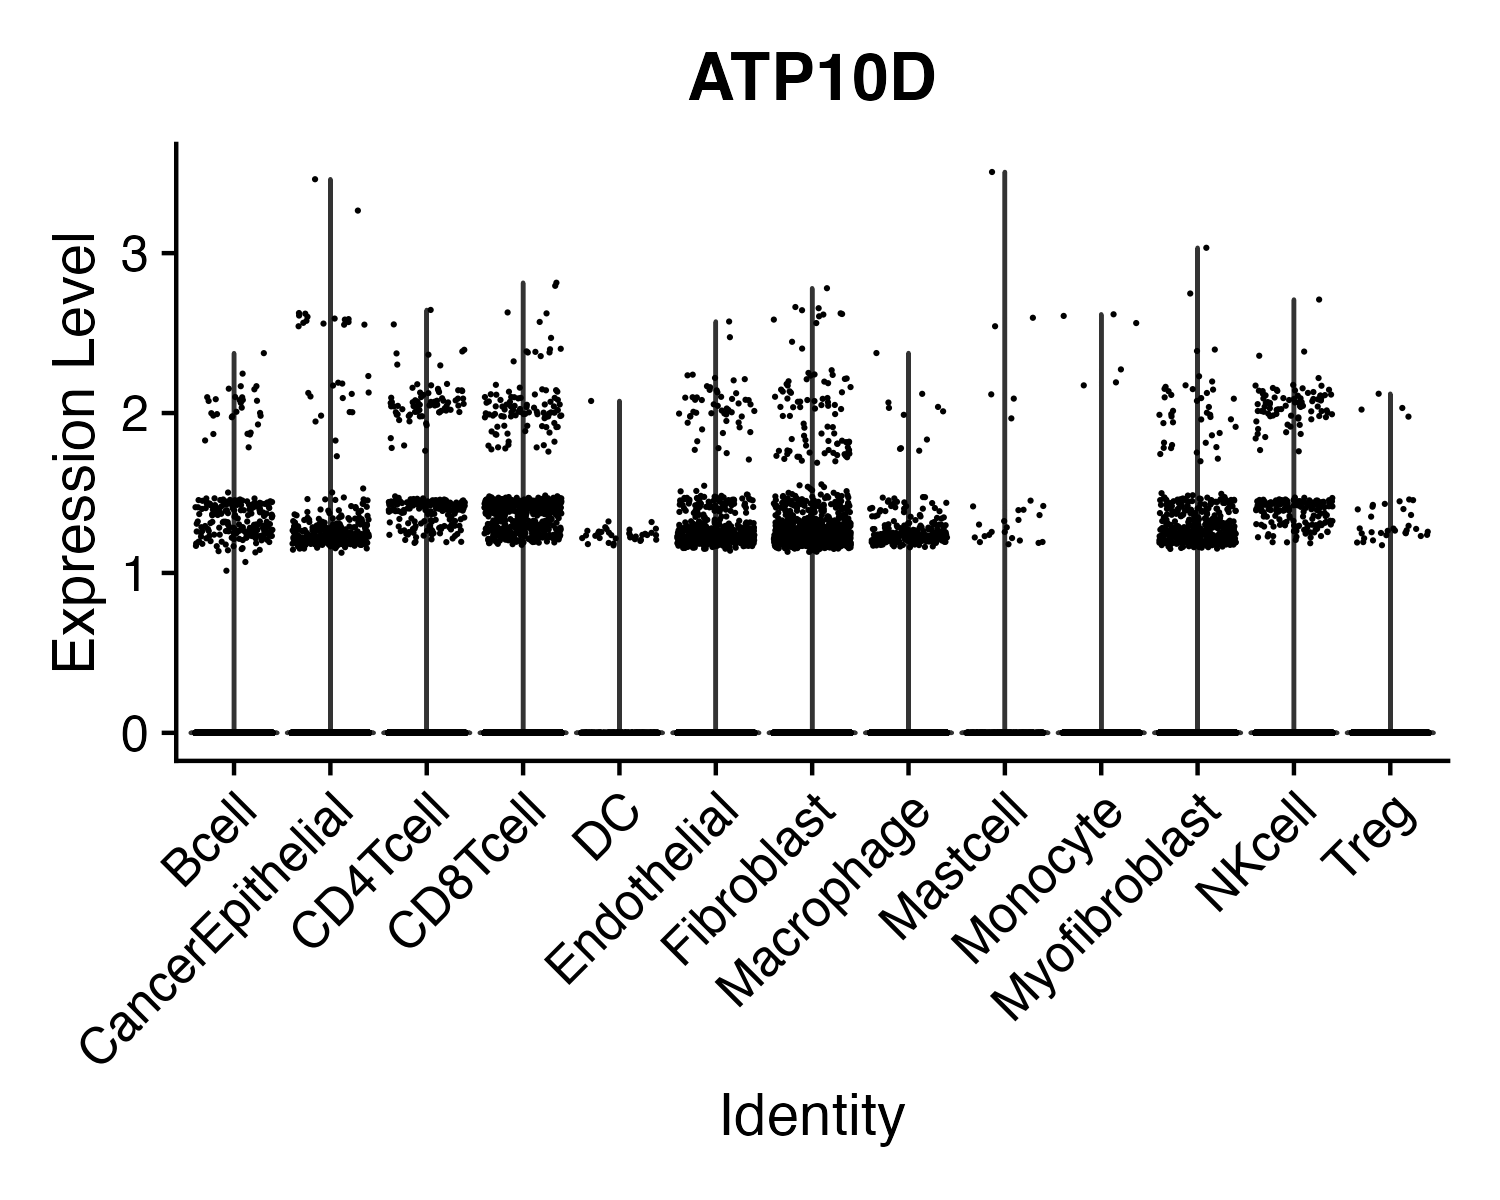 ATP10D
Expression Level
3
2
1
0
Bcell
CancerEpithelial
CD4Tcell
CD8Tcell
DC
Endothelial
Fibroblast
Macrophage
Mastcell
Monocyte
Myofibroblast
NKcell
Treg
Identity